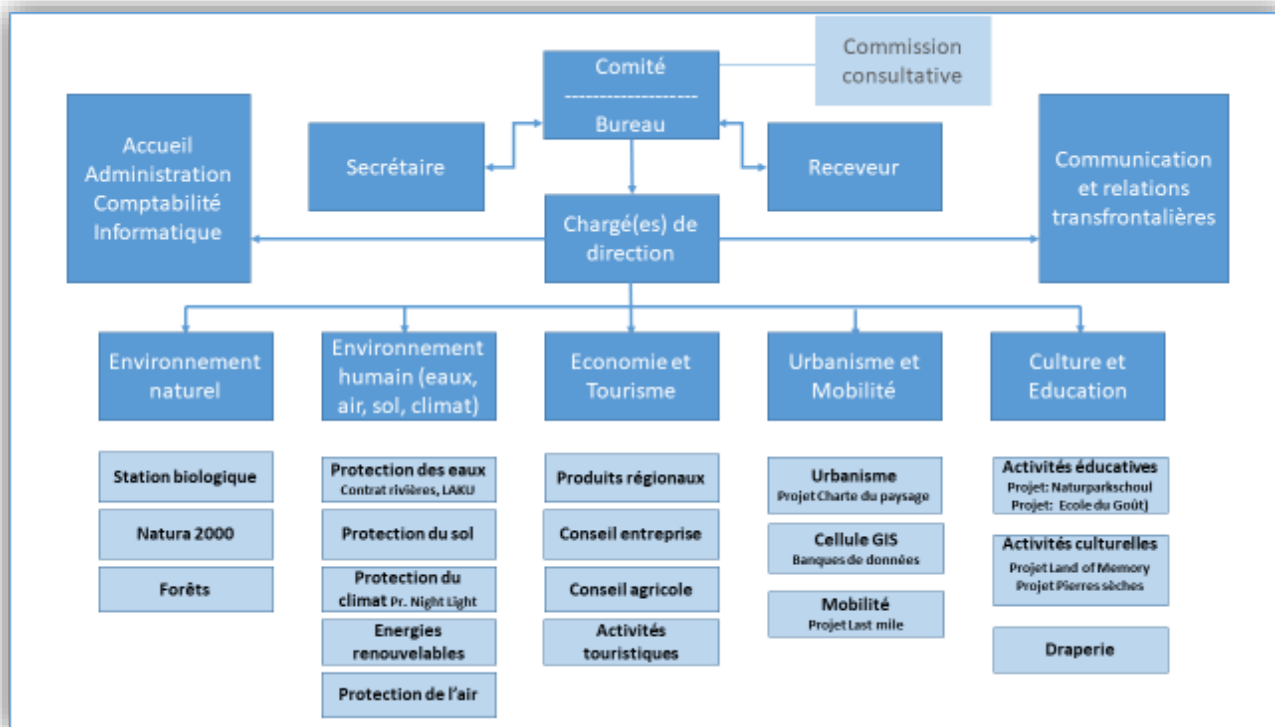 Commission
consultative
Comité
--------------------
Bureau
Accueil
Administration
Comptabilité
Informatique
Secrétaire
Receveur
Communication
et relations
transfrontalières
Chargé(es) de
direction
Environnement
naturel
Environnement
humain (eaux,
air, sol, climat)
Economie et
Tourisme
Urbanisme et
Mobilité
Culture et
Education
Station biologique
Natura 2000
Forêts
Protection des eaux
Contrat rivières, LAKU
Protection du sol
Protection du
climat Pr. Night Light
Energies
renouvelables
Protection de l'air
Produits régionaux
Conseil entreprise
Conseil agricole
Activités
touristiques
Urbanisme
Projet Charte du paysage
Cellule GIS
Banques de données
Mobilité
Projet Last mile
Activités éducatives
Projet: Naturparkschoul
Projet: Ecole du Goût)
Activités culturelles
Projet Land of Memory
Projet Pierres sèches
Draperie